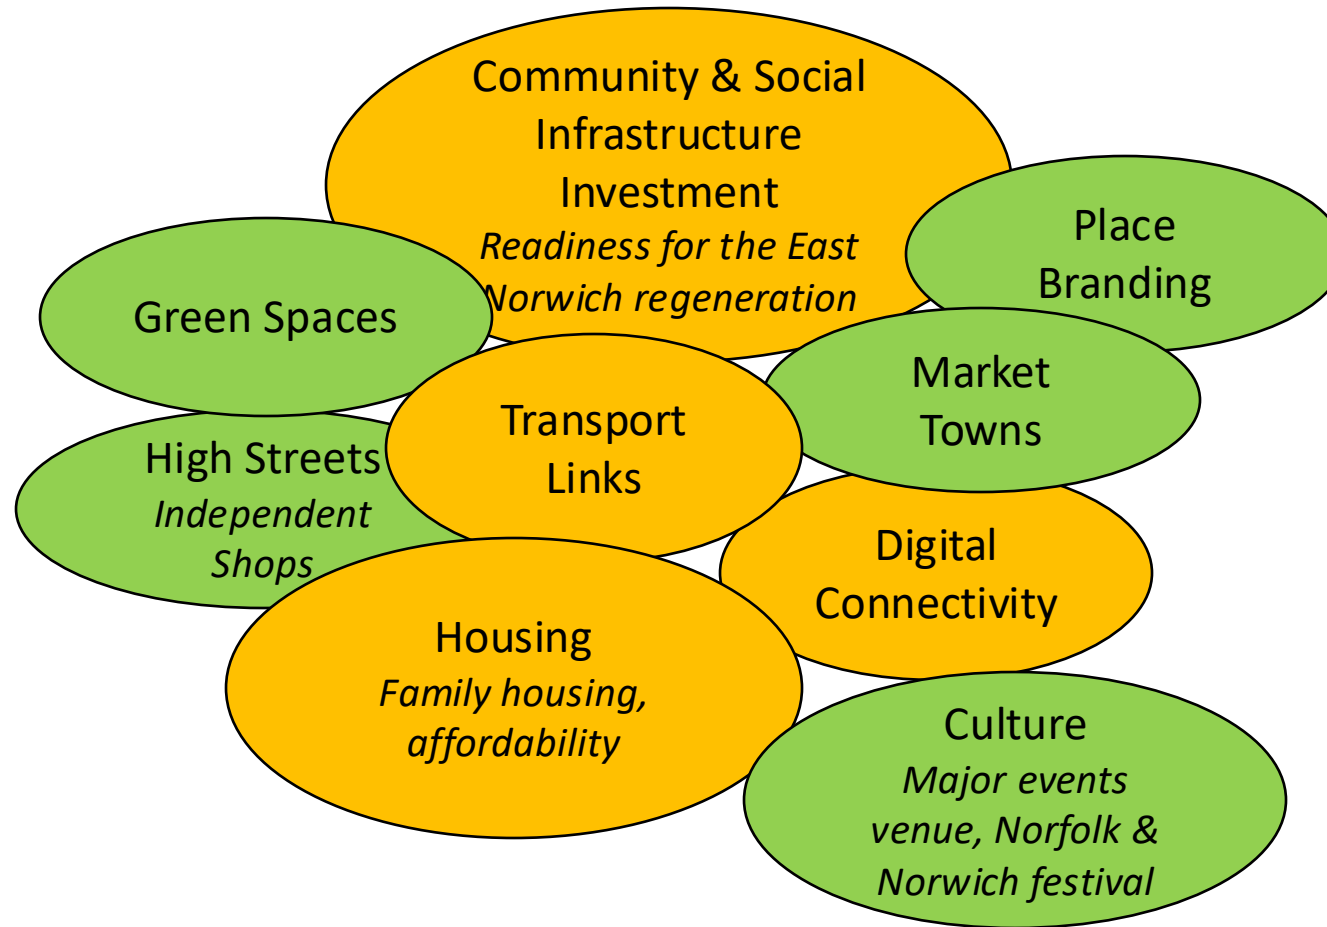 Community & Social
Infrastructure
Investment
Readiness for the East
Norwich regeneration
Place
Branding
Green Spaces
Market
Towns
Transport
Links
High Streets
Independent
Shops
Digital
Connectivity
Housing
Family housing,
affordability
Culture
Major events
venue, Norfolk &
Norwich festival